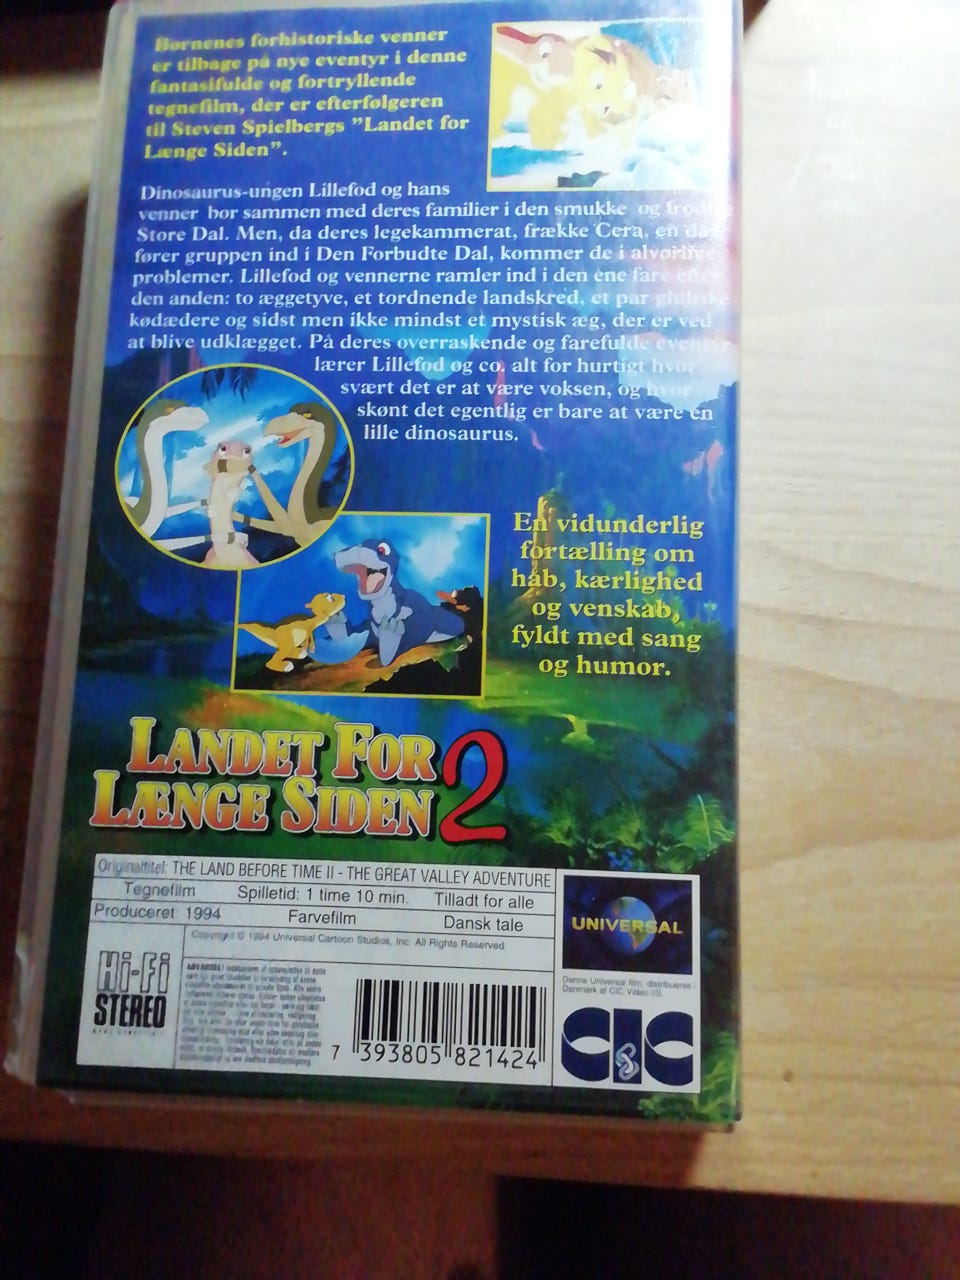 Børnenes forhistoriske venner
er tilbage på nye eventyr i denne
fantasifulde og fortryllende
tegnefilm, der er efterfølgeren
til Steven Spielbergs "Landet for
Længe Siden".
Dinosaurus-ungen Lillefod og hans
venner bor sammen med deres familier i den smukke og
Store Dal. Men, da deres legekammerat, frække Cera, en dag
fører gruppen ind i Den Forbudte Dal, kommer de i alvorlige
problemer. Lillefod og vennerne ramler ind i den ene fare efter
den anden: to æggetyve, et tordnende landskred, et par glubske
kødædere og sidst men ikke mindst et mystisk æg, der er ved
at blive udklægget. På deres overraskende og farefulde eventyr
lærer Lillefod og co. alt for hurtigt hvor
svært det er at være voksen, og hvor
skønt det egentlig er bare at være en
lille dinosaurus.
En vidunderlig
fortælling om
håb, kærlighed
og venskab,
fyldt med sang
og humor.
LANDET FOR
LÆNGE SIDEN 2
Originaltitel: THE LAND BEFORE TIME II - THE GREAT VALLEY ADVENTURE
Tegnefilm Spilletid: 1 time 10 min. Tilladt for alle
Produceret 1994 Farvefilm Dansk tale
Copyright © 1994 Universal Cartoon Studios, Inc. All Rights Reserved
Hi-Fi
STEREO
ADVARSEL!
7 393805 821424
UNIVERSAL
Denne Universal film distribueres i
Danmark af CIC Video I/S
CIC